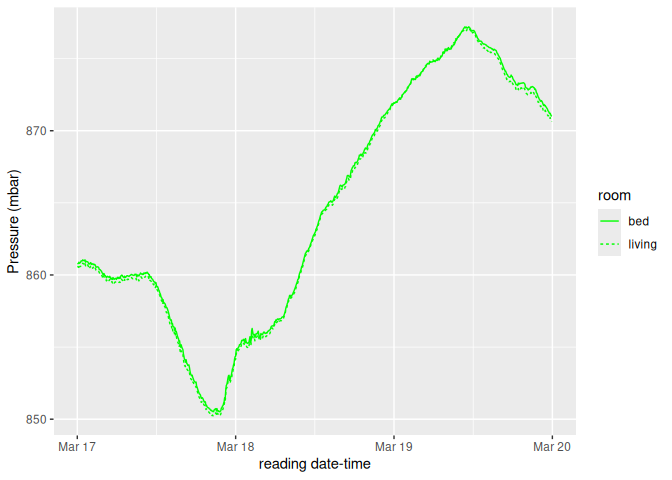 870
860
850
Pressure (mbar)
Mar 17
Mar 18
Mar 19
Mar 20
reading date-time
room
bed
living